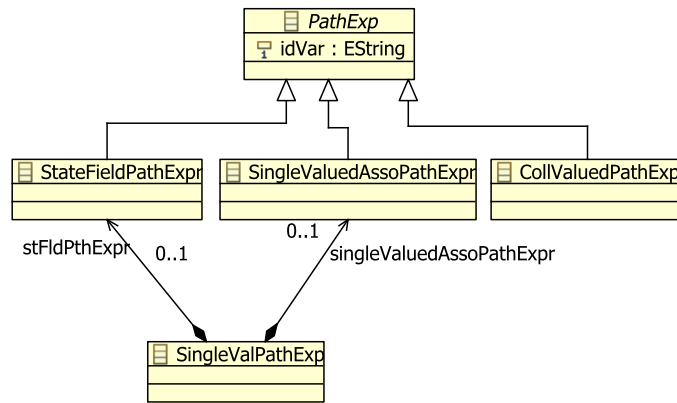 PathExp
idVar : EString
StateFieldPathExpr
SingleValuedAssoPathExpr
CollValuedPathExp
stFldPthExpr
0..1
0..1
singleValuedAssoPathExpr
SingleValPathExp